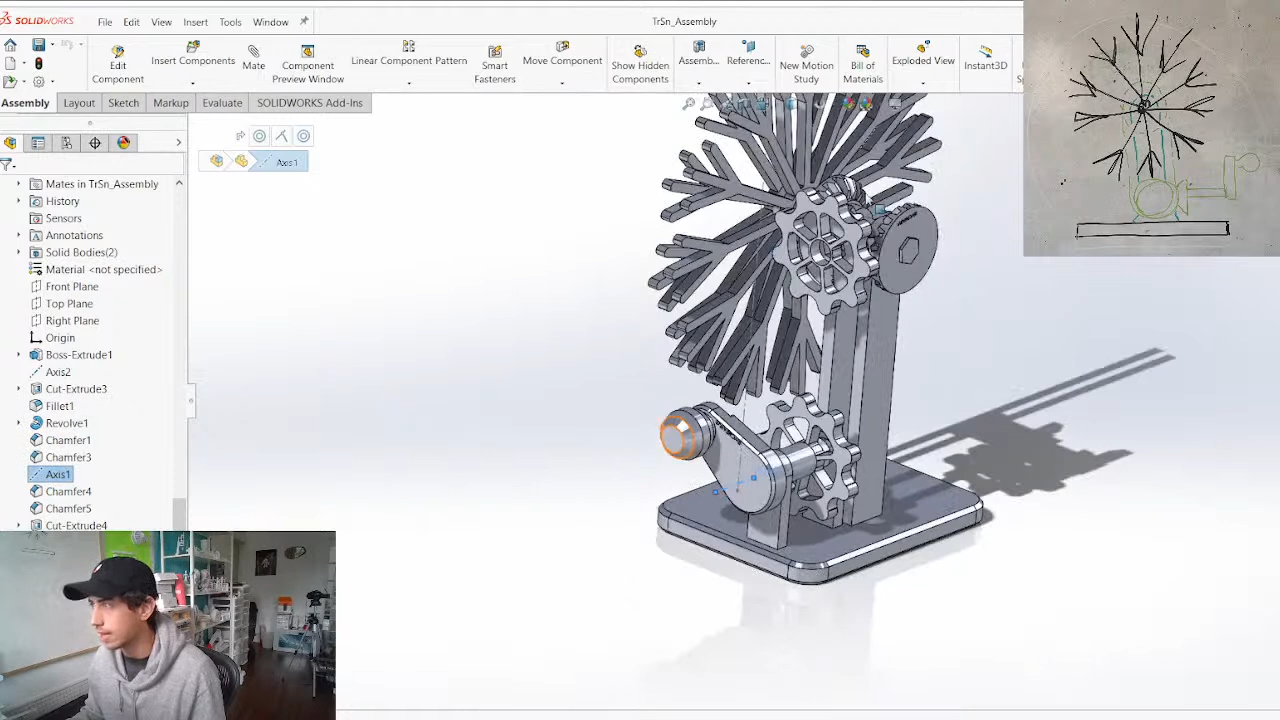 SOLIDWORKS
File Edit View Insert Tools Window
TrSn_Assembly
Edit Component
Insert Components
Mate
Component Preview Window
Linear Component Pattern
Smart Fasteners
Move Component
Show Hidden Components
Assemb...
Referenc...
New Motion Study
Bill of Materials
Exploded View
Instant3D
Assembly Layout Sketch Markup Evaluate SOLIDWORKS Add-Ins
Axis1
Mates in TrSn_Assembly
History
Sensors
Annotations
Solid Bodies(2)
Material <not specified>
Front Plane
Top Plane
Right Plane
Origin
Boss-Extrude1
Axis2
Cut-Extrude3
Fillet1
Revolve1
Chamfer1
Chamfer3
Axis1
Chamfer4
Chamfer5
Cut-Extrude4